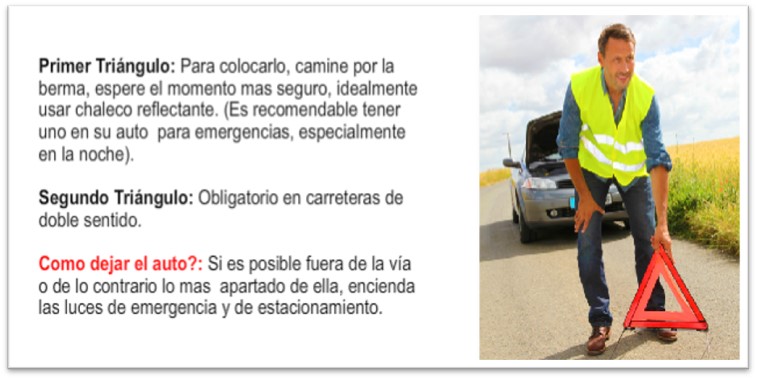 Primer Triángulo: Para colocarlo, camine por la
berma, espere el momento mas seguro, idealmente
usar chaleco reflectante. (Es recomendable tener
uno en su auto para emergencias, especialmente
en la noche).
Segundo Triángulo: Obligatorio en carreteras de
doble sentido.
Como dejar el auto?: Si es posible fuera de la vía
o de lo contrario lo mas apartado de ella, encienda
las luces de emergencia y de estacionamiento.